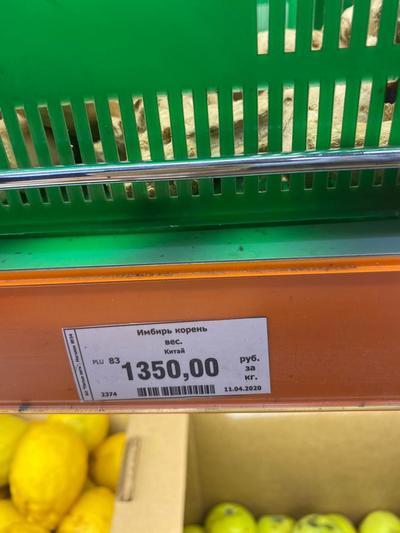 Имбирь корень
вес.
Китай
PLU 83
1350,00
руб.
за
кг.
3374
11.04.2020